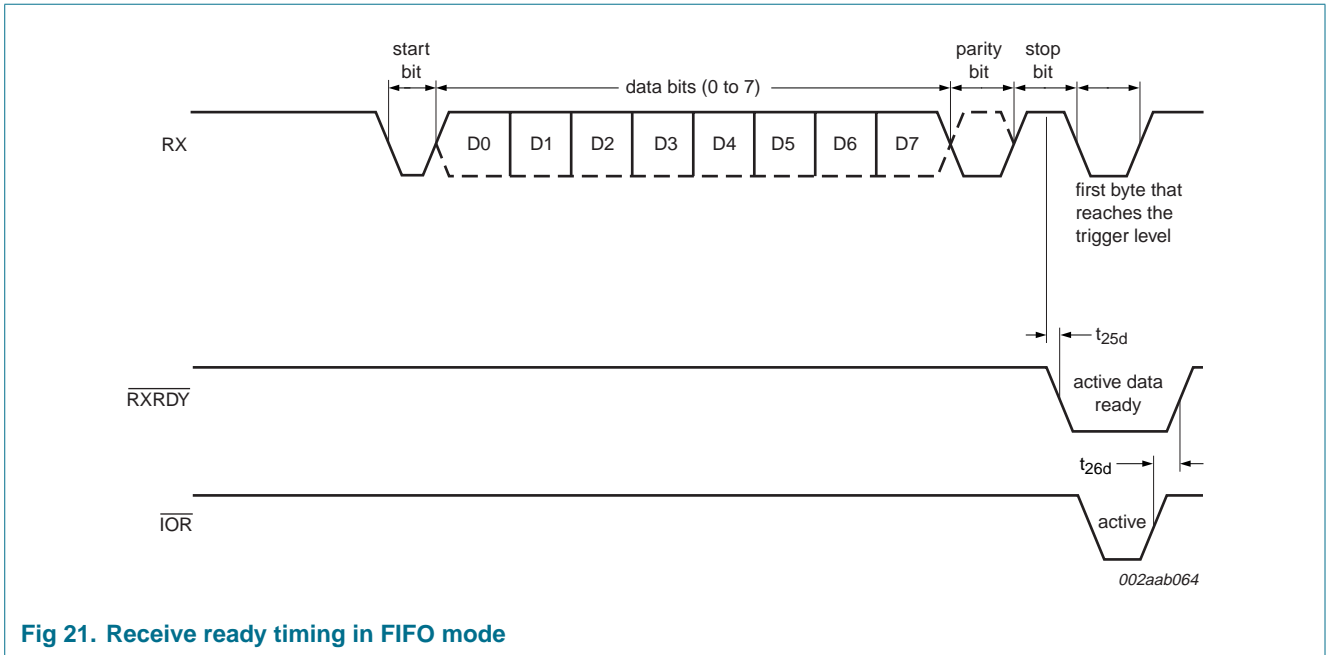 start
bit
data bits (0 to 7)
parity
bit
stop
bit
RX
D0 D1 D2 D3 D4 D5 D6 D7
first byte that
reaches the
trigger level
t25d
RXRDY
active data
ready
t26d
IOR
active
002aab064
Fig 21. Receive ready timing in FIFO mode